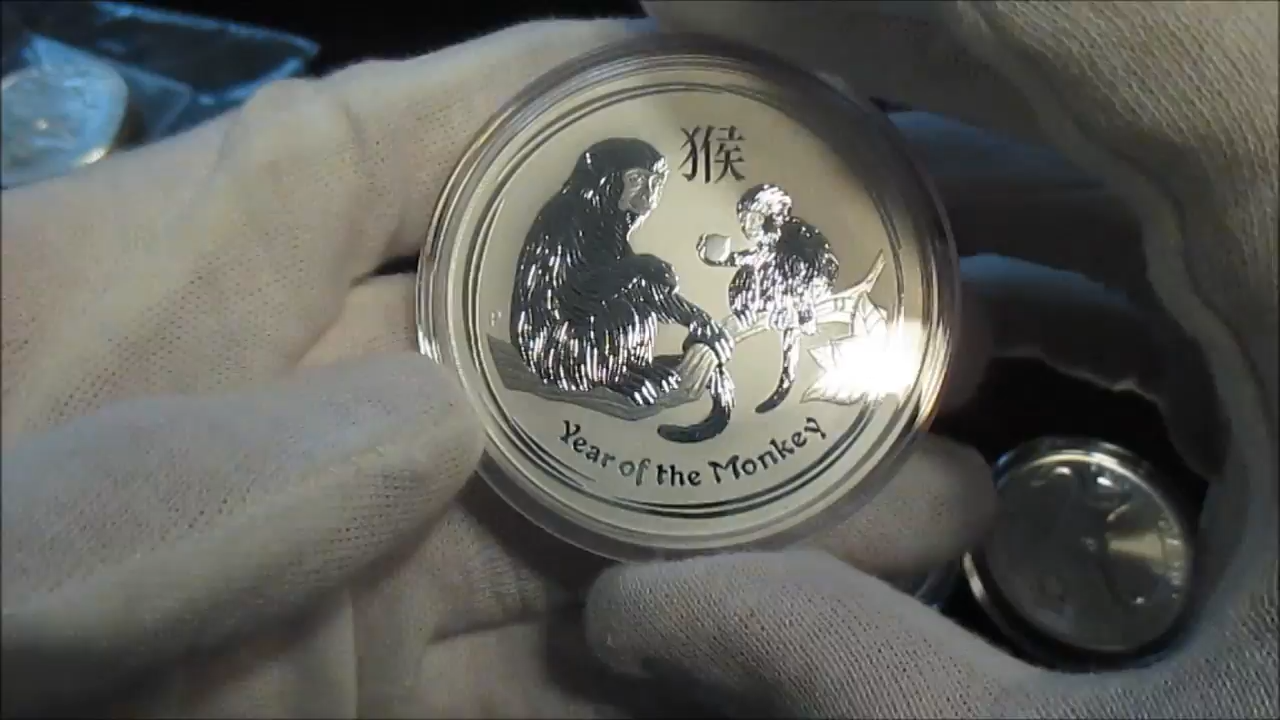 猴
P
Year of the Monkey